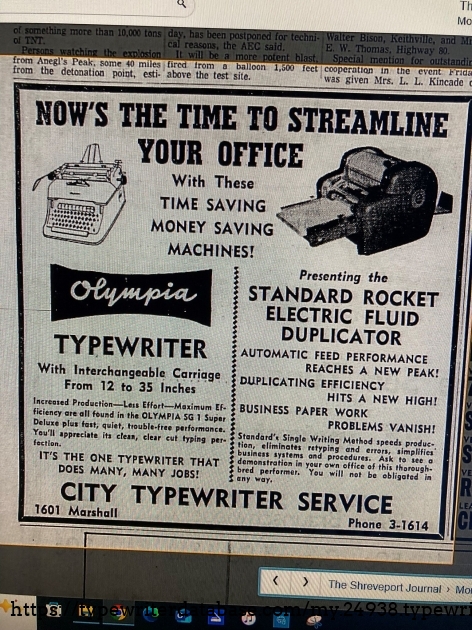 Th
Mo
of something more than 10,000 tons
of TNT.
Persons watching the explosion
from Anegl's Peak, some 40 miles
from the detonation point, esti-
day, has been postponed for techni-
cal reasons, the AEC said.
It will be a more potent blast,
fired from a balloon 1,500 feet
above the test site.
Walter Bison, Keithville, and
E. W. Thomas, Highway 80.
Special mention for outstanding
cooperation in the event Friday
was given Mrs. L. L. Kincade
NOW'S THE TIME TO STREAMLINE
YOUR OFFICE
With These
TIME SAVING
MONEY SAVING
MACHINES!
Olympia
TYPEWRITER
With Interchangeable Carriage
From 12 to 35 Inches
Increased Production—Less Effort—Maximum Ef-
ficiency are all found in the OLYMPIA SG 1 Super
Deluxe plus fast, quiet, trouble-free performance.
You'll appreciate its clean, clear cut typing per-
fection.
IT'S THE ONE TYPEWRITER THAT
DOES MANY, MANY JOBS!
Presenting the
STANDARD ROCKET
ELECTRIC FLUID
DUPLICATOR
AUTOMATIC FEED PERFORMANCE
REACHES A NEW PEAK!
DUPLICATING EFFICIENCY
HITS A NEW HIGH!
BUSINESS PAPER WORK
PROBLEMS VANISH!
Standard's Single Writing Method speeds produc-
tion, eliminates retyping and errors, simplifies
business systems and procedures. Ask to see a
demonstration in your own office of this thorough-
bred performer. You will not be obligated in
any way.
CITY TYPEWRITER SERVICE
1601 Marshall
Phone 3-1614
The Shreveport Journal › Mo